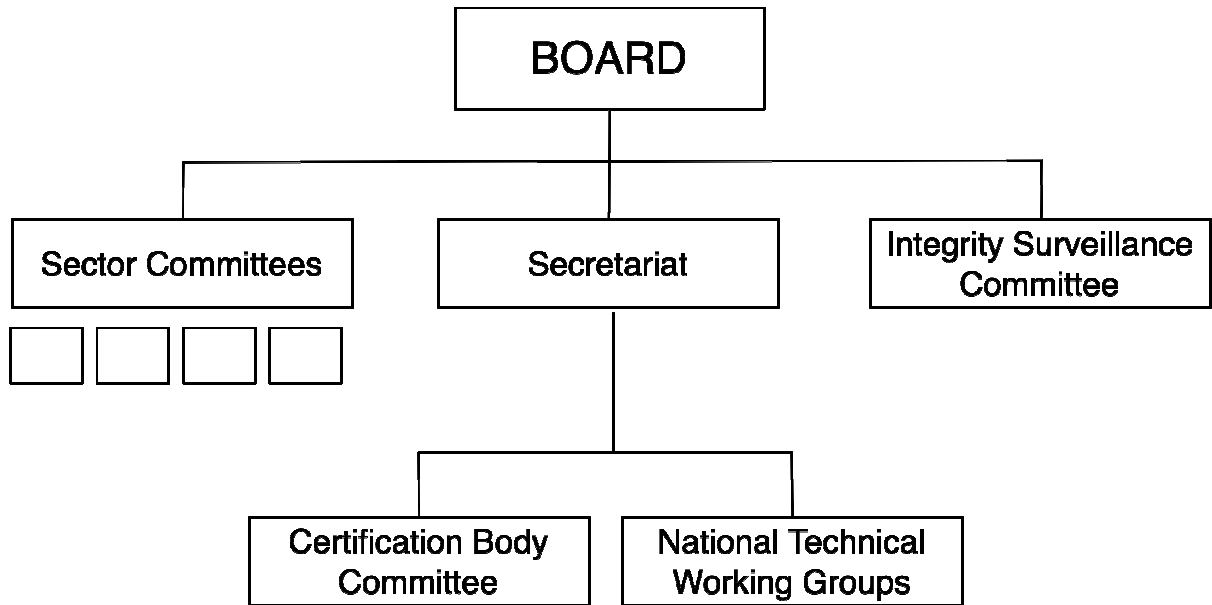 BOARD
Sector Committees
Secretariat
Integrity Surveillance
Committee
Certification Body
Committee
National Technical
Working Groups